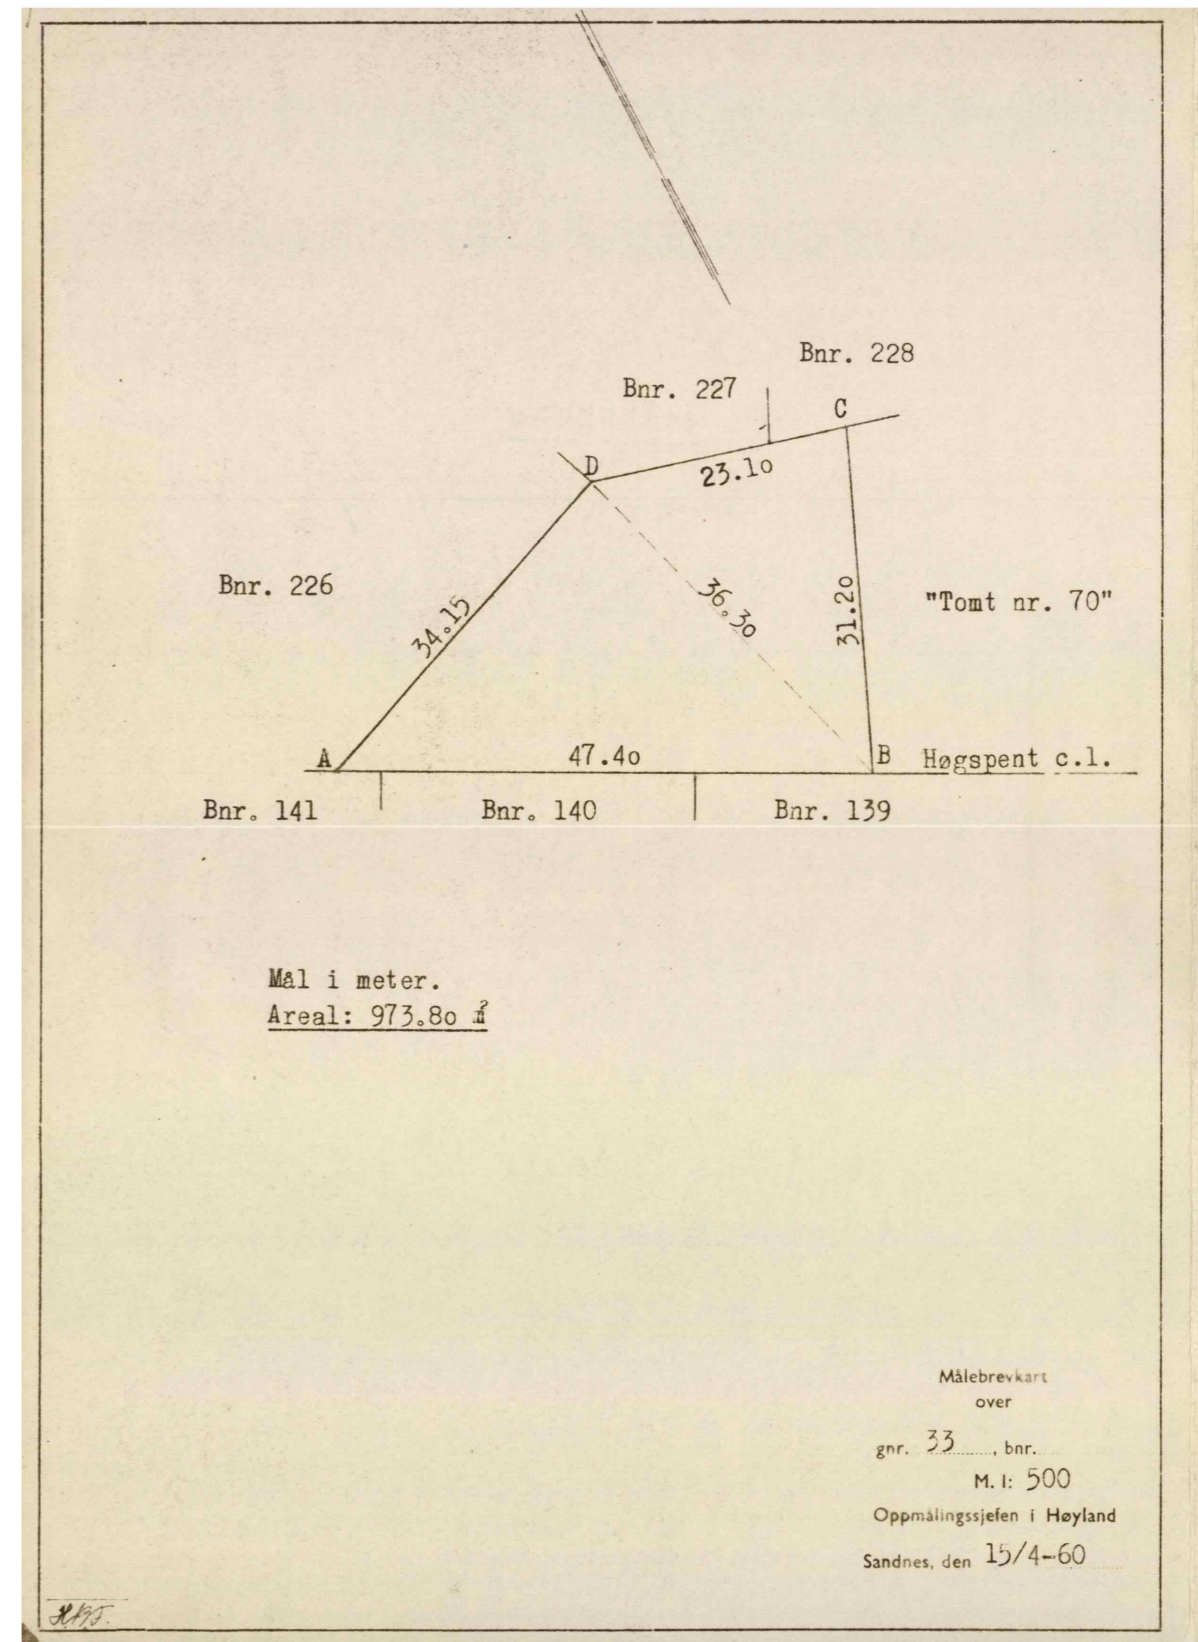 Bnr. 228
Bnr. 227
C
D
23.10
Bnr. 226
34.15
36.30
31.20
"Tomt nr. 70"
A
47.40
B
Høgspent c.l.
Bnr. 141
Bnr. 140
Bnr. 139
Mål i meter.
Areal: 973.80 m²
Målebrevkart
over
gnr. 33, bnr.
M. 1: 500
Oppmålingssjefen i Høyland
Sandnes, den 15/4-60